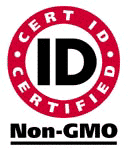 CERT ID
ID
CERTIFIED
Non-GMO